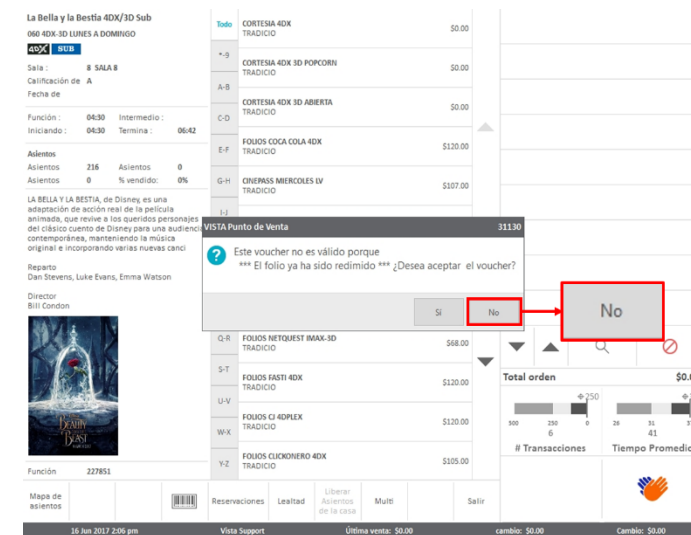 La Bella y la Bestia 4DX/3D Sub
060 4DX-3D LUNES A DOMINGO
4DX SUB
Sala : 8 SALA 8
Calificación de A
Fecha de
Función : 04:30 Intermedio :
Iniciando : 04:30 Termina : 06:42
Asientos
Asientos 216 Asientos 0
Asientos 0 % vendido: 0%
LA BELLA Y LA BESTIA, de Disney, es una
adaptación de acción real de la película
animada, que revive a los queridos personajes
del clásico cuento de Disney para una audiencia
contemporánea, manteniendo la música
original e incorporando varias nuevas canci
Reparto
Dan Stevens, Luke Evans, Emma Watson
Director
Bill Condon
BEAUTY
BEAST
Función 227851
Todo
*-9
A-B
C-D
E-F
G-H
I-J
Q-R
S-T
U-V
W-X
Y-Z
CORTESIA 4DX
TRADICIO $0.00
CORTESIA 4DX 3D POPCORN
TRADICIO $0.00
CORTESIA 4DX 3D ABIERTA
TRADICIO $0.00
FOLIOS COCA COLA 4DX
TRADICIO $120.00
CINEPASS MIERCOLES LV
TRADICIO $107.00
VISTA Punto de Venta 31130
Este voucher no es válido porque
*** El folio ya ha sido redimido *** ¿Desea aceptar el voucher?
Sí No
No
FOLIOS NETQUEST IMAX-3D
TRADICIO $68.00
FOLIOS FASTI 4DX
TRADICIO $120.00
FOLIOS CJ 4DPLEX
TRADICIO $120.00
FOLIOS CLICKONERO 4DX
TRADICIO $105.00
Total orden $0.0
250
500 250 0 26 31
6 41
# Transacciones Tiempo Promedic
Mapa de
asientos
Reservaciones Lealtad
Liberar
Asientos
de la casa
Multi Salir
16 Jun 2017 2:06 pm Vista Support Última venta: $0.00 cambio: $0.00 Cambio: $0.00